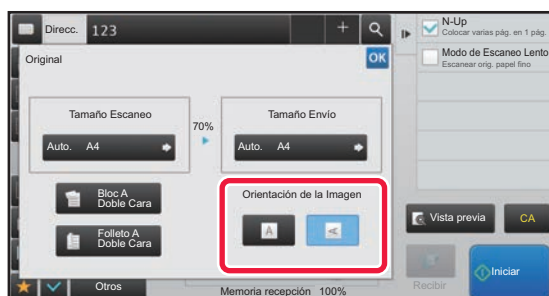 Direcc. 123
Original
OK
Tamaño Escaneo
Auto. A4
70%
Tamaño Envío
Auto. A4
Bloc A
Doble Cara
Folleto A
Doble Cara
Orientación de la Imagen
A
A
Otros
Memoria recepción 100%
N-Up
Colocar varias pág. en 1 pág.
Modo de Escaneo Lento
Escanear orig. papel fino
Vista previa
CA
Recibir
Iniciar